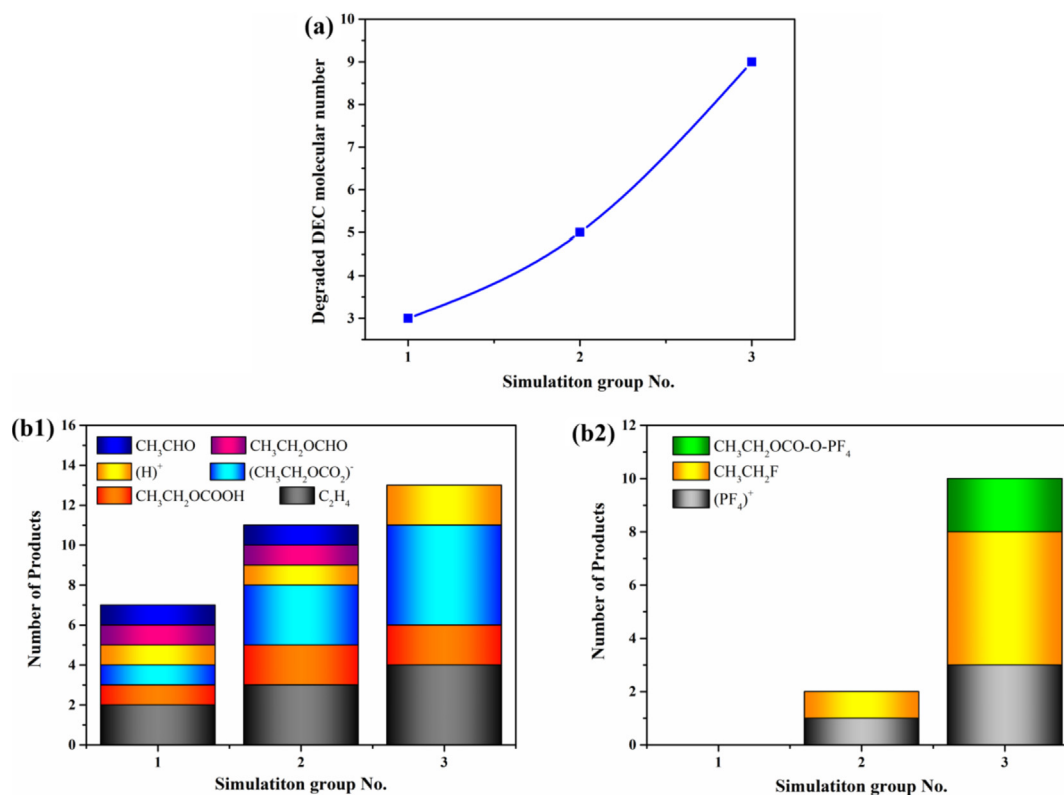 (a)
10
9
8
7
6
5
4
3
Degraded DEC molecular number
1 2 3
Simulatiton group No.
(b1)
16
14
12
10
8
6
4
2
0
Number of Products
CH₃CHO CH₃CH₂OCHO
(H)⁺ (CH₃CH₂OCO₂)⁻
CH₃CH₂OCOOH C₂H₄
1 2 3
Simulatiton group No.
(b2)
12
10
8
6
4
2
0
Number of Products
CH₃CH₂OCO-O-PF₄
CH₃CH₂F
(PF₄)⁺
1 2 3
Simulatiton group No.